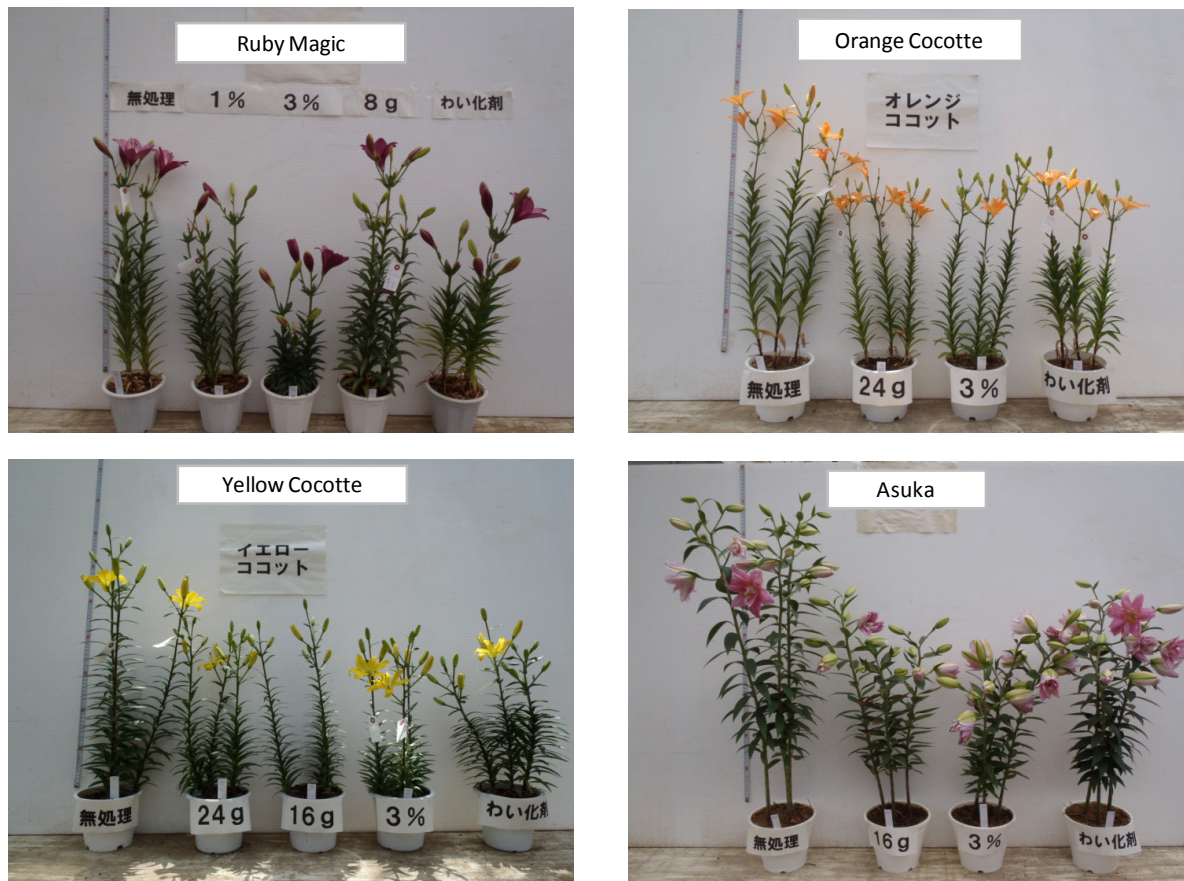 Ruby Magic
無処理
1%
3%
8g
わい化剤
Orange Cocotte
オレンジ
ココット
無処理
24g
3%
わい化剤
Yellow Cocotte
イエロー
ココット
無処理
24g
16g
3%
わい化剤
Asuka
無処理
16g
3%
わい化剤